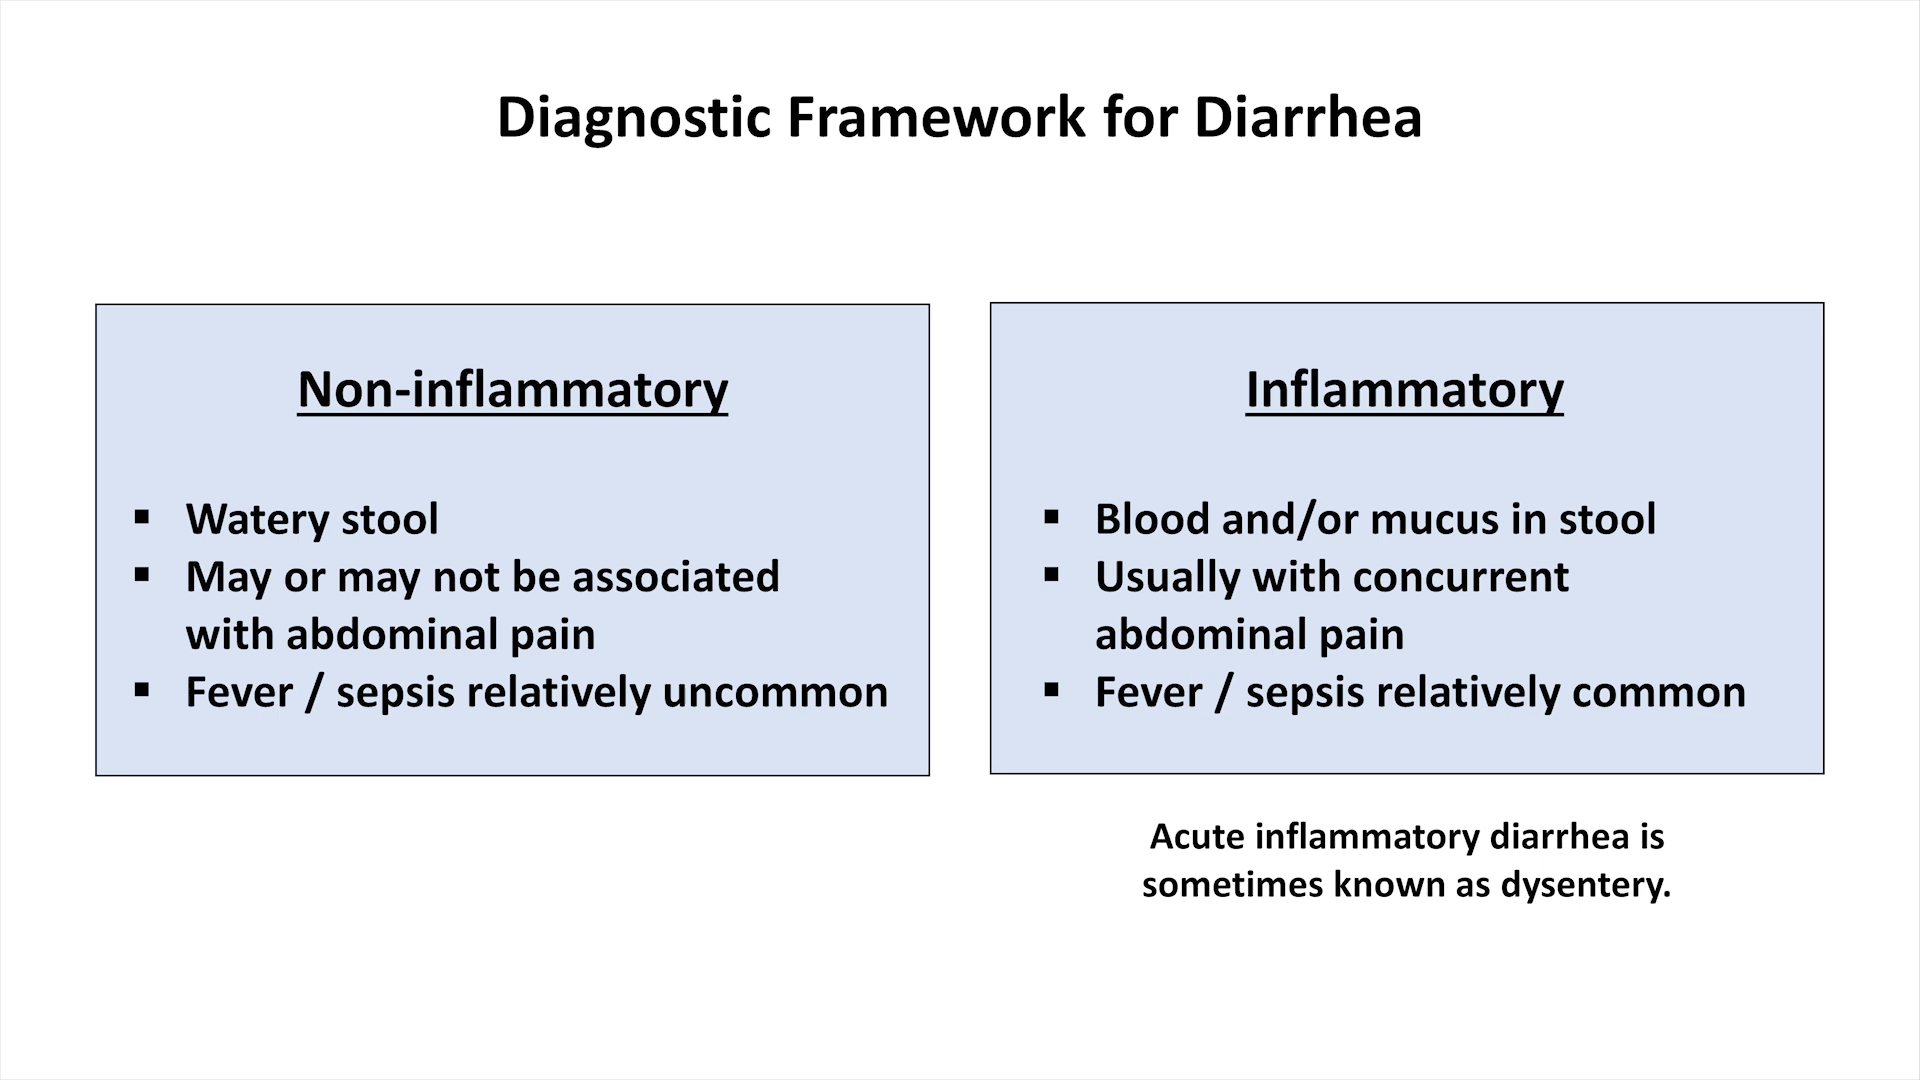 Diagnostic Framework for Diarrhea
Non-inflammatory
▪ Watery stool
▪ May or may not be associated
with abdominal pain
▪ Fever / sepsis relatively uncommon
Inflammatory
▪ Blood and/or mucus in stool
▪ Usually with concurrent
abdominal pain
▪ Fever / sepsis relatively common
Acute inflammatory diarrhea is
sometimes known as dysentery.